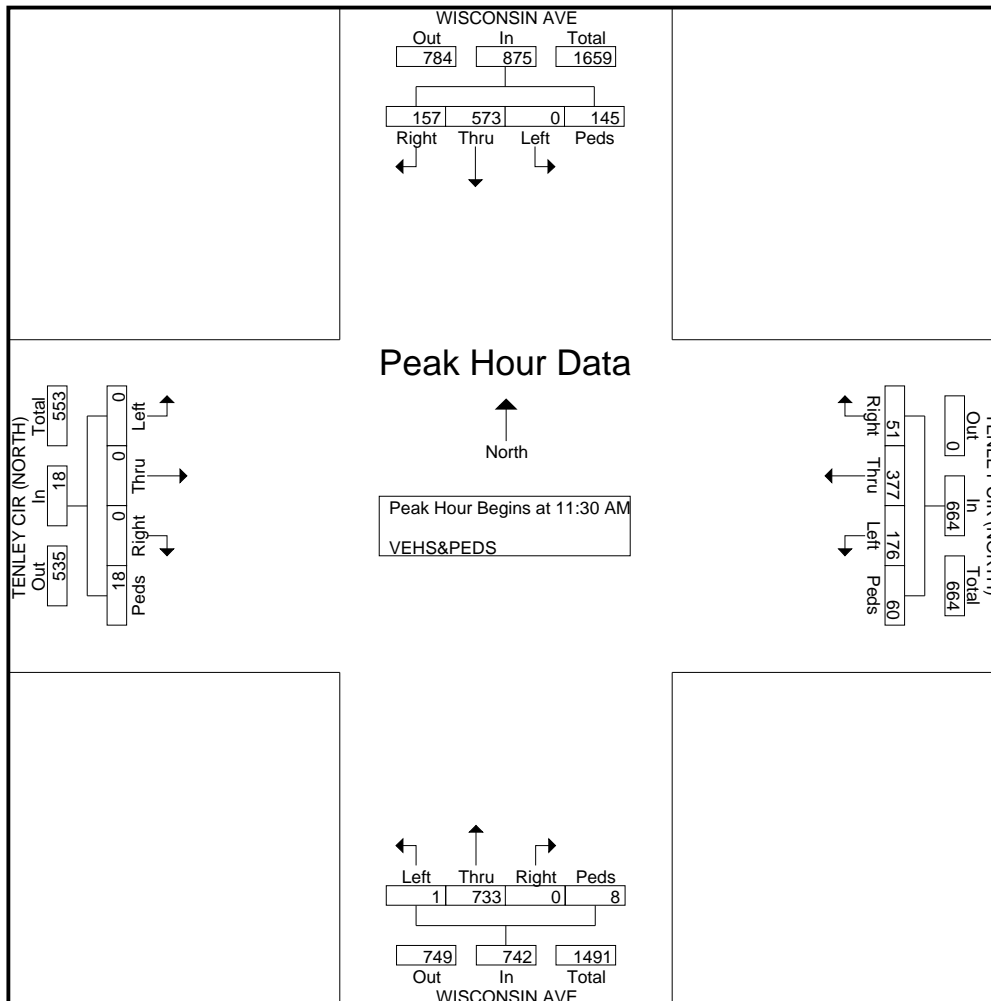 WISCONSIN AVE
Out In Total
784 875 1659
157 573 0 145
Right Thru Left Peds
Peak Hour Data
North
Peak Hour Begins at 11:30 AM
VEHS&PEDS
TENLEY CIR (NORTH)
Out In Total
535 18 553
Left Thru Right Peds
0 0 0 18
Right Thru Left Peds
51 377 176 60
Out In Total
0 664 664
(NORTH)
Left Thru Right Peds
1 733 0 8
749 742 1491
Out In Total
WISCONSIN AVE